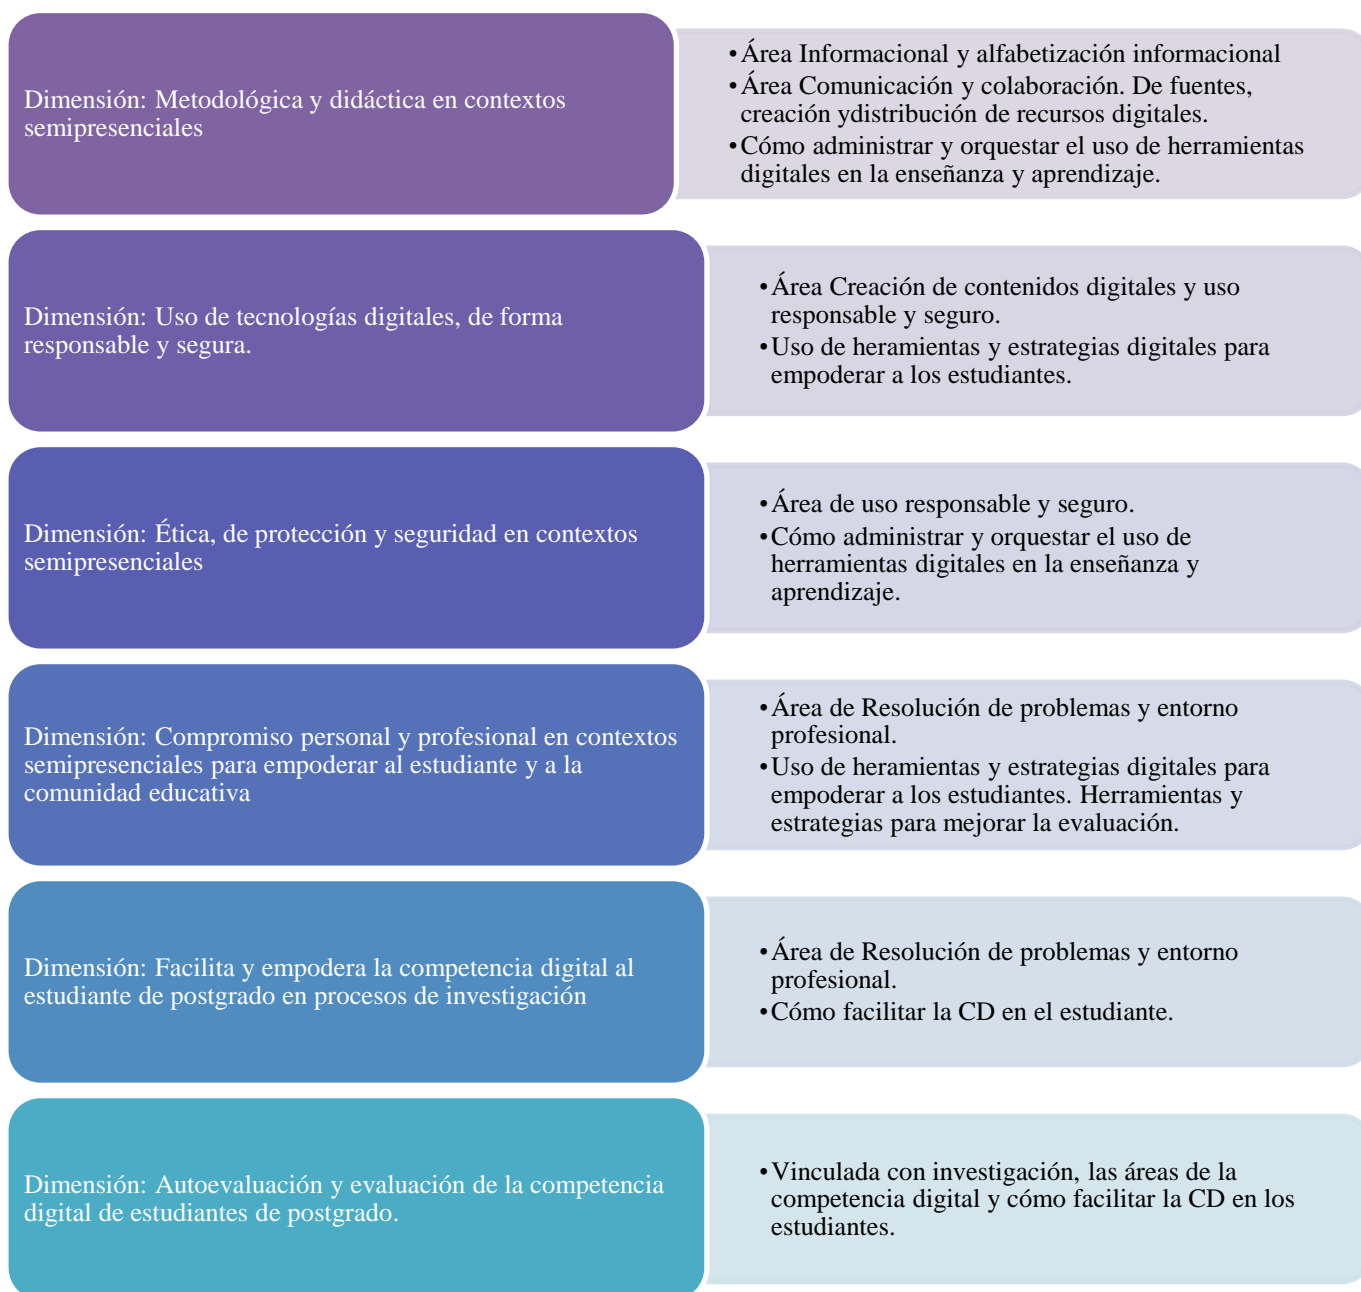 Dimensión: Metodológica y didáctica en contextos
semipresenciales
•Área Informacional y alfabetización informacional
•Área Comunicación y colaboración. De fuentes,
creación ydistribución de recursos digitales.
•Cómo administrar y orquestar el uso de herramientas
digitales en la enseñanza y aprendizaje.
Dimensión: Uso de tecnologías digitales, de forma
responsable y segura.
•Área Creación de contenidos digitales y uso
responsable y seguro.
•Uso de heramientas y estrategias digitales para
empoderar a los estudiantes.
Dimensión: Ética, de protección y seguridad en contextos
semipresenciales
•Área de uso responsable y seguro.
•Cómo administrar y orquestar el uso de
herramientas digitales en la enseñanza y
aprendizaje.
Dimensión: Compromiso personal y profesional en contextos
semipresenciales para empoderar al estudiante y a la
comunidad educativa
•Área de Resolución de problemas y entorno
profesional.
•Uso de heramientas y estrategias digitales para
empoderar a los estudiantes. Herramientas y
estrategias para mejorar la evaluación.
Dimensión: Facilita y empodera la competencia digital al
estudiante de postgrado en procesos de investigación
•Área de Resolución de problemas y entorno
profesional.
•Cómo facilitar la CD en el estudiante.
Dimensión: Autoevaluación y evaluación de la competencia
digital de estudiantes de postgrado.
•Vinculada con investigación, las áreas de la
competencia digital y cómo facilitar la CD en los
estudiantes.